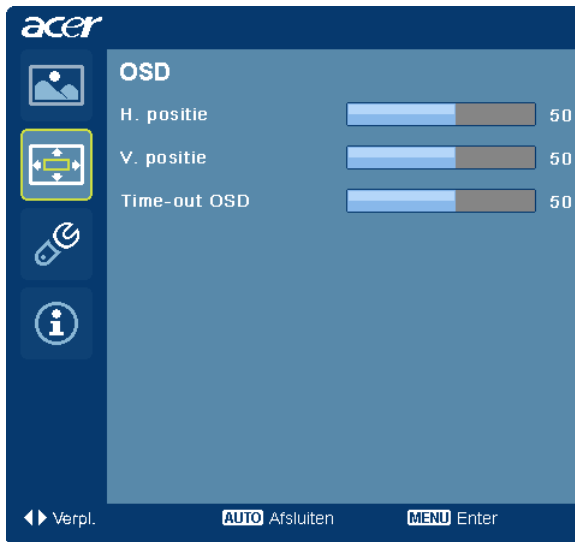 acer
OSD
H. positie 50
V. positie 50
Time-out OSD 50
Verpl. AUTO Afsluiten MENU Enter